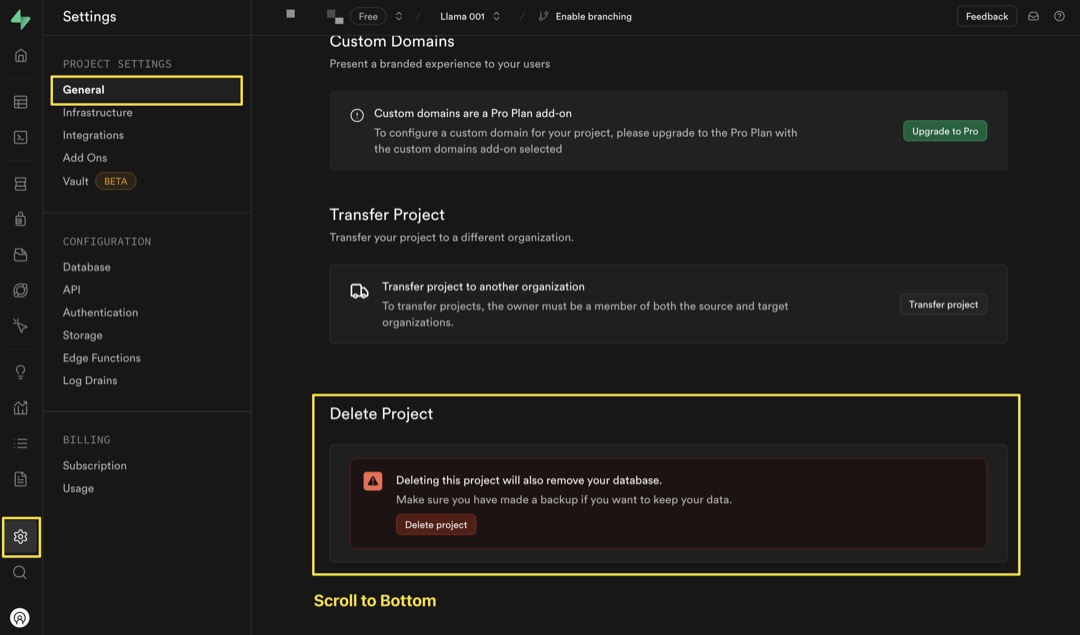 Settings
Free
Llama 001
Enable branching
Feedback
PROJECT SETTINGS
General
Infrastructure
Integrations
Add Ons
Vault BETA
CONFIGURATION
Database
API
Authentication
Storage
Edge Functions
Log Drains
BILLING
Subscription
Usage
Custom Domains
Present a branded experience to your users
Custom domains are a Pro Plan add-on
To configure a custom domain for your project, please upgrade to the Pro Plan with
the custom domains add-on selected
Upgrade to Pro
Transfer Project
Transfer your project to a different organization.
Transfer project to another organization
To transfer projects, the owner must be a member of both the source and target
organizations.
Transfer project
Delete Project
Deleting this project will also remove your database.
Make sure you have made a backup if you want to keep your data.
Delete project
Scroll to Bottom